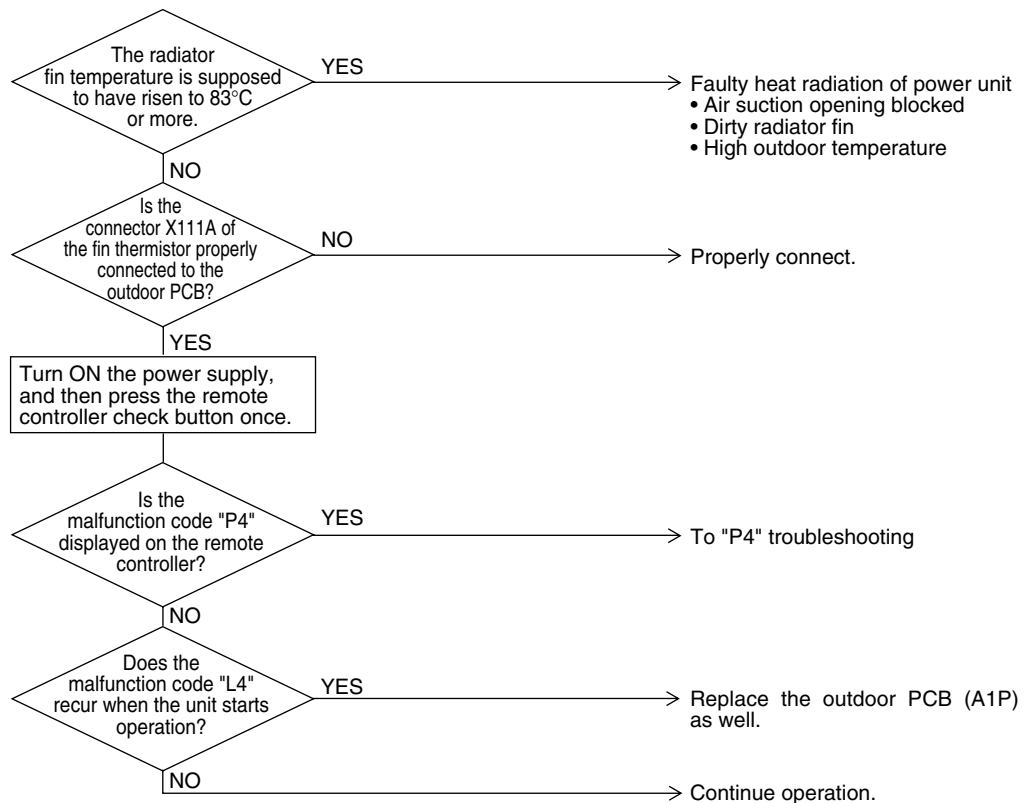 The radiator
fin temperature is supposed
to have risen to 83°C
or more.
YES
Faulty heat radiation of power unit
• Air suction opening blocked
• Dirty radiator fin
• High outdoor temperature
NO
Is the
connector X111A of
the fin thermistor properly
connected to the
outdoor PCB?
NO
Properly connect.
YES
Turn ON the power supply,
and then press the remote
controller check button once.
Is the
malfunction code "P4"
displayed on the remote
controller?
YES
To "P4" troubleshooting
NO
Does the
malfunction code "L4"
recur when the unit starts
operation?
YES
Replace the outdoor PCB (A1P)
as well.
NO
Continue operation.